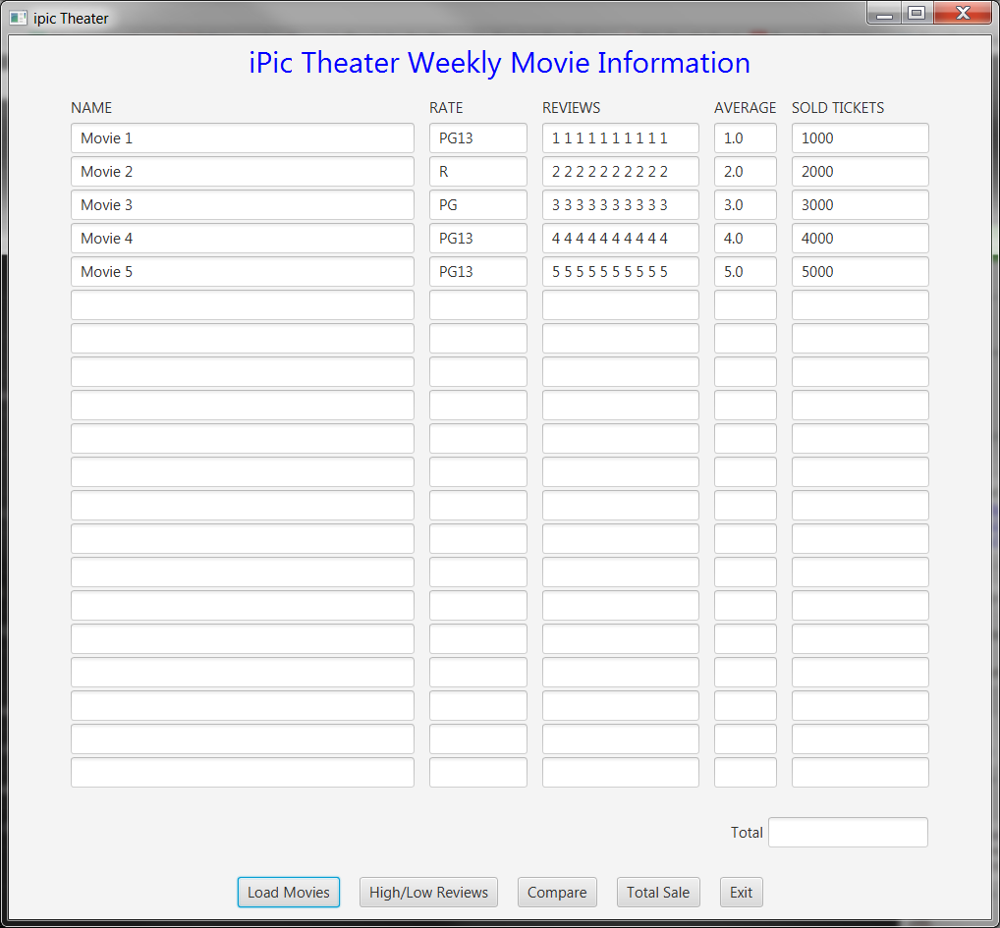 ipic Theater
iPic Theater Weekly Movie Information
NAME RATE REVIEWS AVERAGE SOLD TICKETS
Movie 1 PG13 1 1 1 1 1 1 1 1 1 1 1.0 1000
Movie 2 R 2 2 2 2 2 2 2 2 2 2 2.0 2000
Movie 3 PG 3 3 3 3 3 3 3 3 3 3 3.0 3000
Movie 4 PG13 4 4 4 4 4 4 4 4 4 4 4.0 4000
Movie 5 PG13 5 5 5 5 5 5 5 5 5 5 5.0 5000
Total
Load Movies High/Low Reviews Compare Total Sale Exit